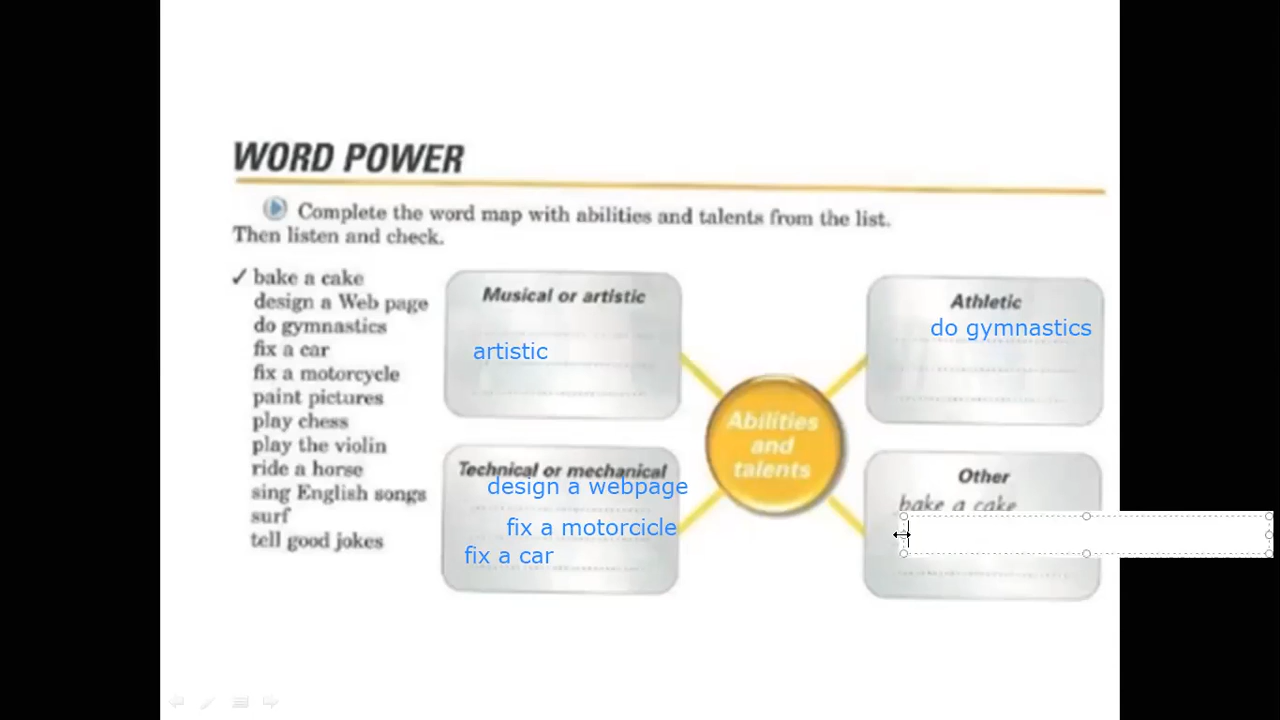 WORD POWER
Complete the word map with abilities and talents from the list.
Then listen and check.
✓ bake a cake
design a Web page
do gymnastics
fix a car
fix a motorcycle
paint pictures
play chess
play the violin
ride a horse
sing English songs
surf
tell good jokes
Musical or artistic
artistic
Athletic
do gymnastics
Abilities
and
talents
Technical or mechanical
design a webpage
fix a motorcicle
fix a car
Other
bake a cake